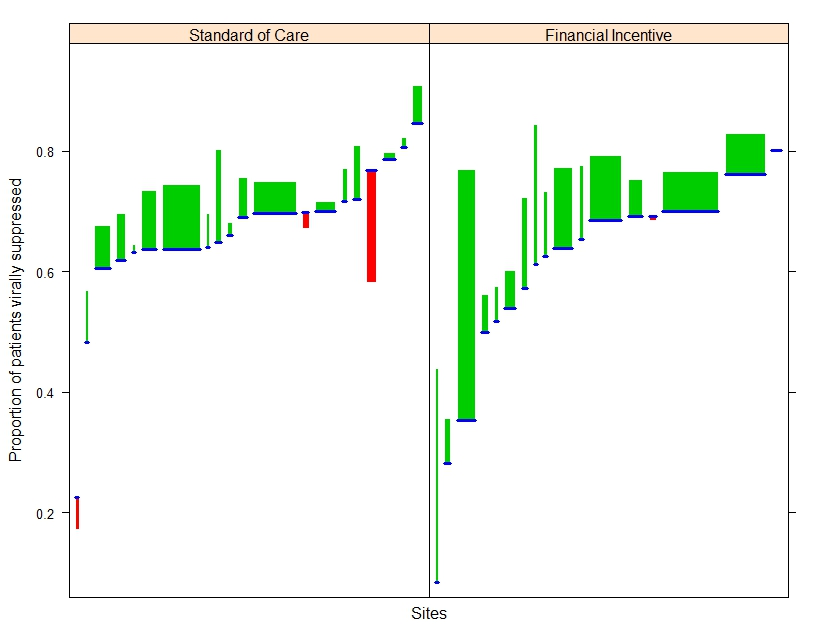 Standard of Care
Financial Incentive
Proportion of patients virally suppressed
0.8
0.6
0.4
0.2
Sites